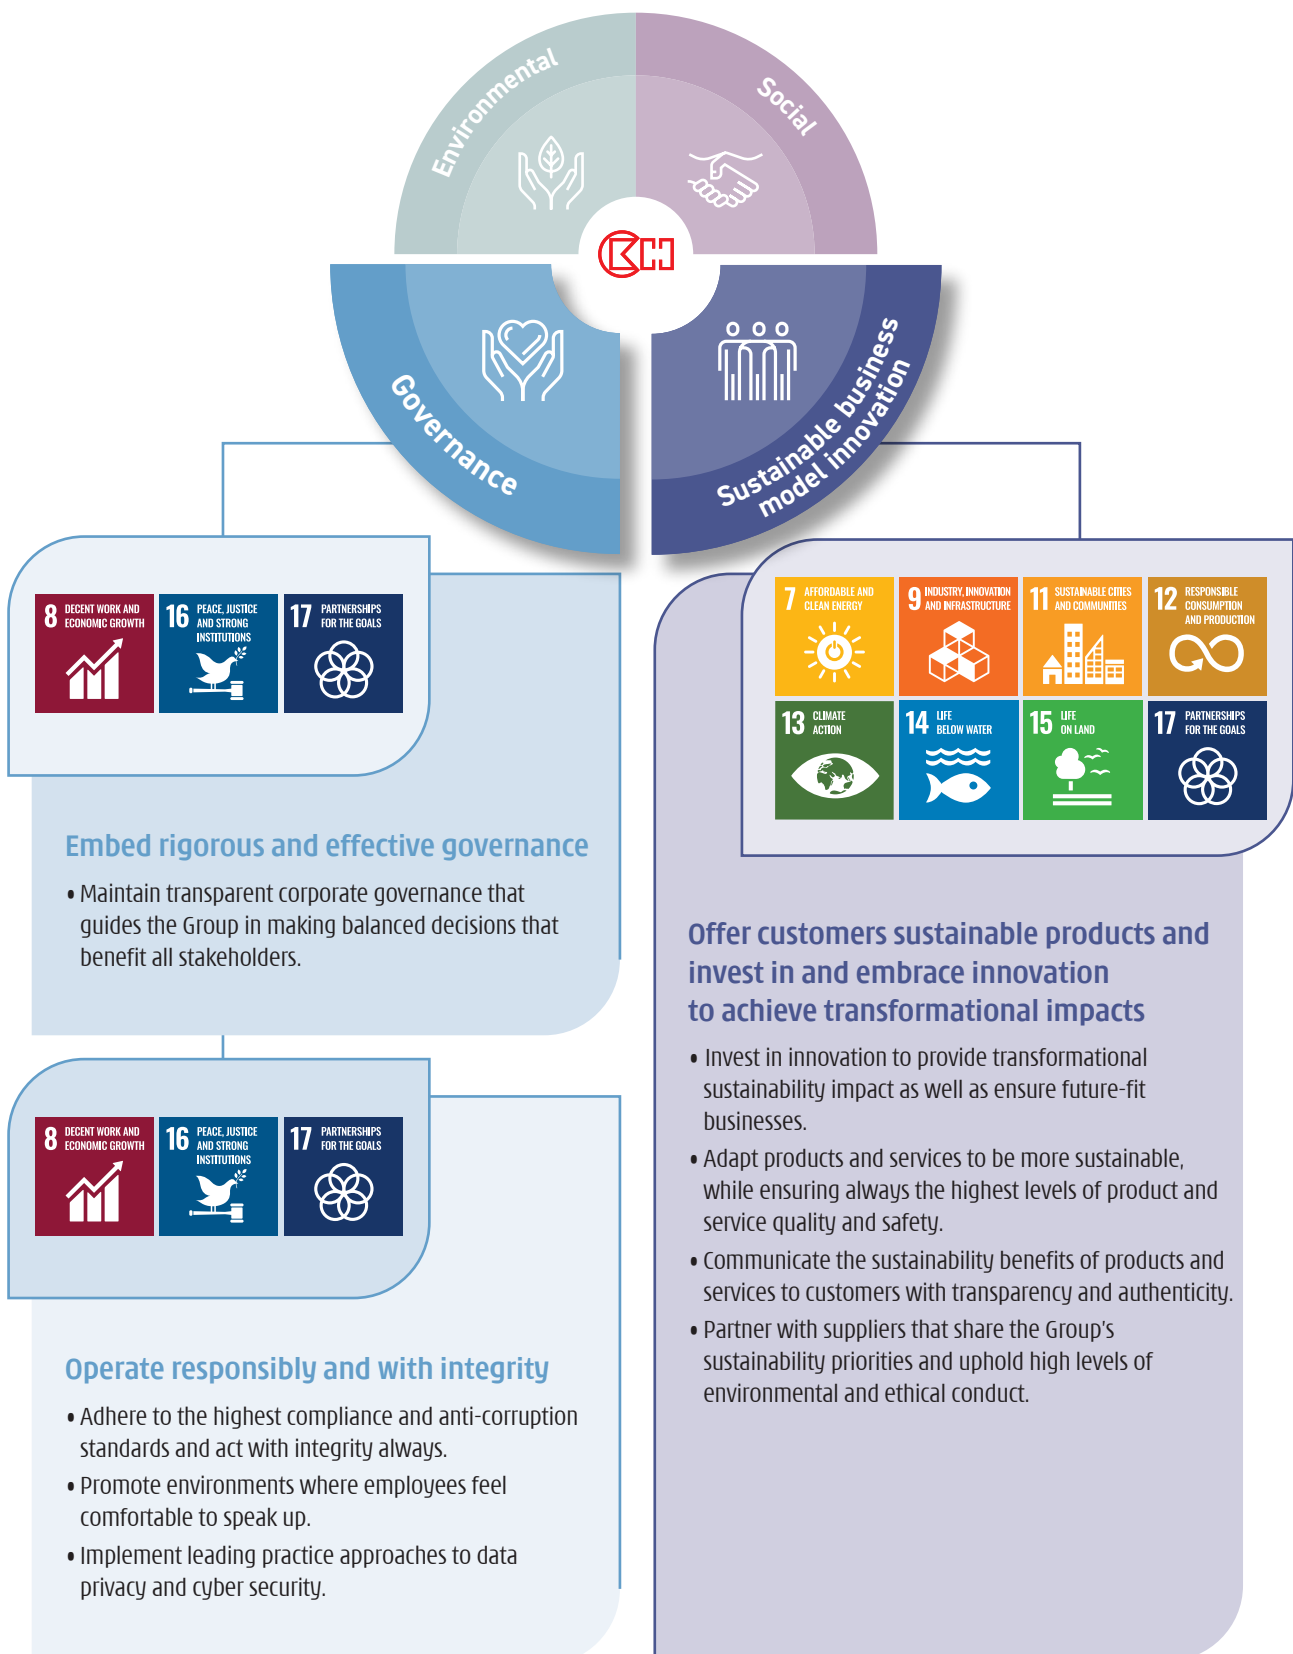 Environmental
Social
CKH
Governance
Sustainable business
model innovation
8 DECENT WORK AND
ECONOMIC GROWTH
16 PEACE, JUSTICE
AND STRONG
INSTITUTIONS
17 PARTNERSHIPS
FOR THE GOALS
Embed rigorous and effective governance
• Maintain transparent corporate governance that
guides the Group in making balanced decisions that
benefit all stakeholders.
8 DECENT WORK AND
ECONOMIC GROWTH
16 PEACE, JUSTICE
AND STRONG
INSTITUTIONS
17 PARTNERSHIPS
FOR THE GOALS
Operate responsibly and with integrity
• Adhere to the highest compliance and anti-corruption
standards and act with integrity always.
• Promote environments where employees feel
comfortable to speak up.
• Implement leading practice approaches to data
privacy and cyber security.
7 AFFORDABLE AND
CLEAN ENERGY
9 INDUSTRY, INNOVATION
AND INFRASTRUCTURE
11 SUSTAINABLE CITIES
AND COMMUNITIES
12 RESPONSIBLE
CONSUMPTION
AND PRODUCTION
13 CLIMATE
ACTION
14 LIFE
BELOW WATER
15 LIFE
ON LAND
17 PARTNERSHIPS
FOR THE GOALS
Offer customers sustainable products and
invest in and embrace innovation
to achieve transformational impacts
• Invest in innovation to provide transformational
sustainability impact as well as ensure future-fit
businesses.
• Adapt products and services to be more sustainable,
while ensuring always the highest levels of product and
service quality and safety.
• Communicate the sustainability benefits of products and
services to customers with transparency and authenticity.
• Partner with suppliers that share the Group's
sustainability priorities and uphold high levels of
environmental and ethical conduct.